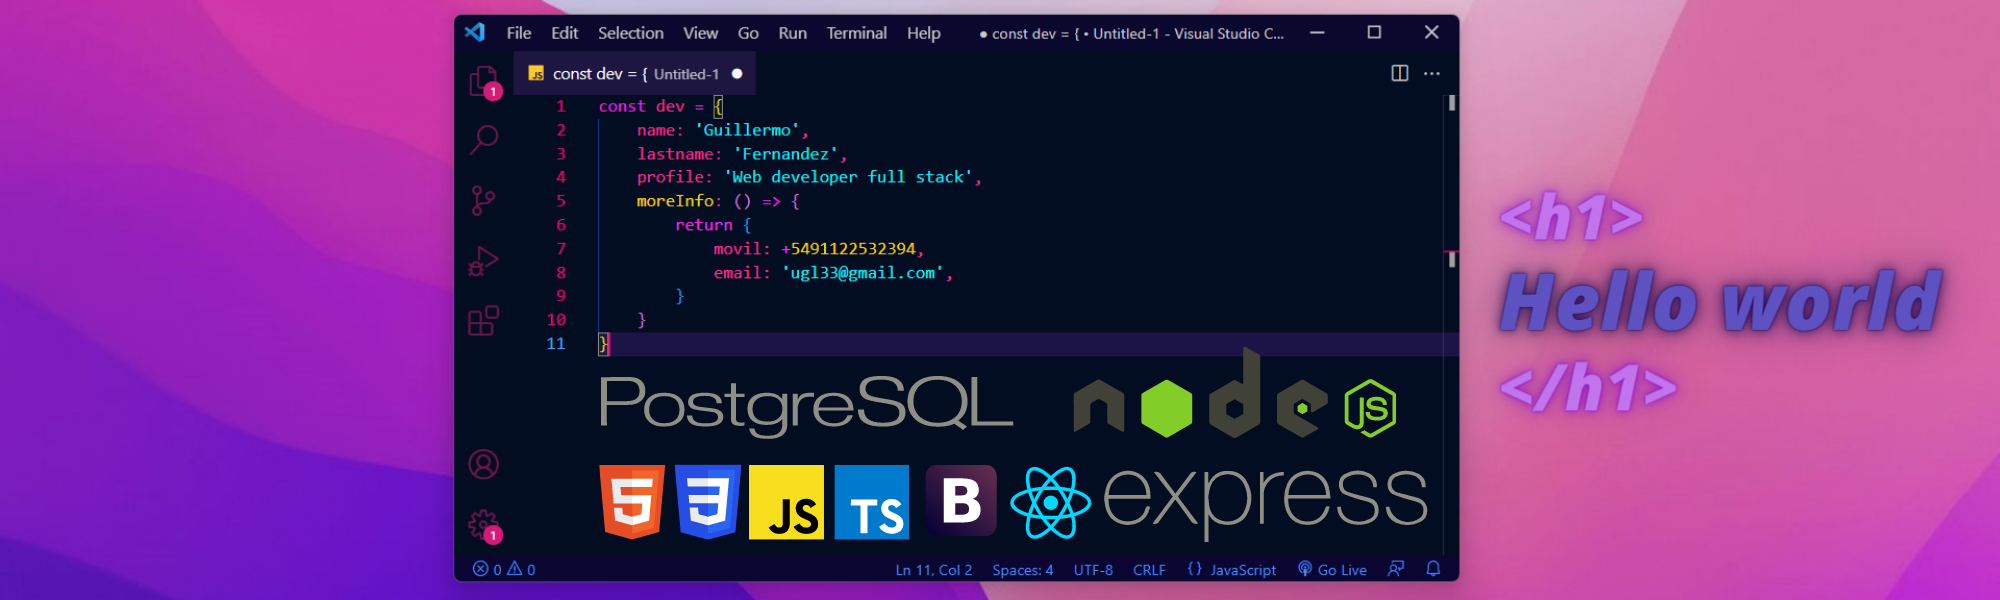 File Edit Selection View Go Run Terminal Help ● const dev = { • Untitled-1 - Visual Studio C...
JS const dev = { Untitled-1 ●
1
1 const dev = {
2 name: 'Guillermo',
3 lastname: 'Fernandez',
4 profile: 'Web developer full stack',
5 moreInfo: () => {
6 return {
7 movil: +5491122532394,
8 email: 'ugl33@gmail.com',
9 }
10 }
11 }
<h1>
Hello world
</h1>
PostgreSQL node JS
5 3 JS TS B express
1
0 0 Ln 11, Col 2 Spaces: 4 UTF-8 CRLF {} JavaScript Go Live